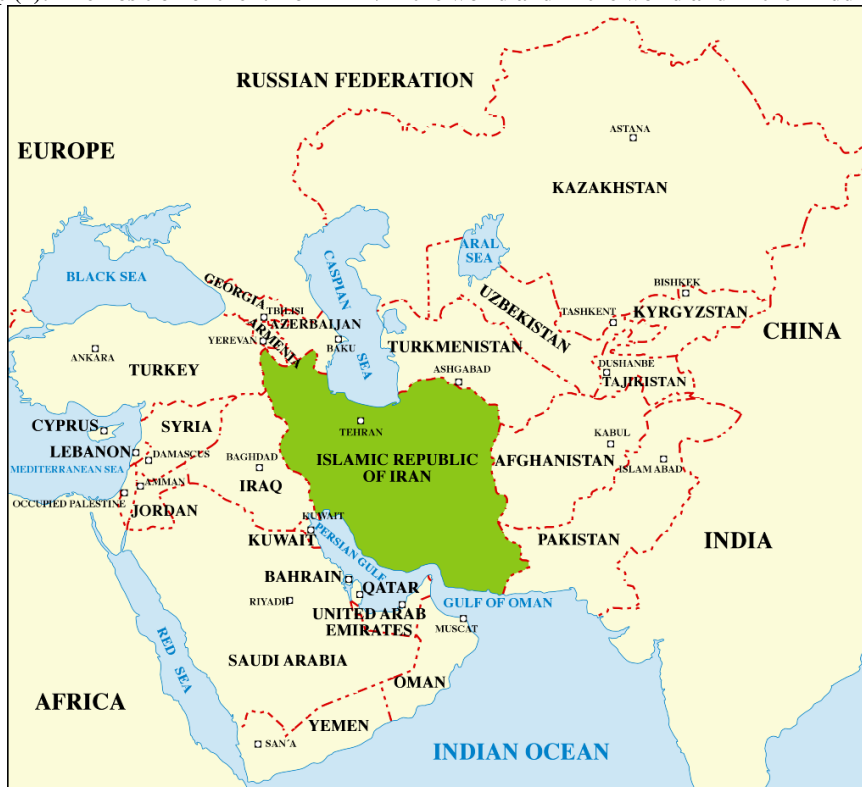 RUSSIAN FEDERATION
ASTANA
EUROPE
KAZAKHSTAN
ARAL
SEA
BLACK SEA
CASPIAN
SEA
GEORGIA
BISHKEK
UZBEKISTAN
TBILISI
TASHKENT
KYRGYZSTAN
AZERBAIJAN
ARMENIA
CHINA
YEREVAN
BAKU
TURKMENISTAN
ANKARA
TURKEY
ASHGABAD
DUSHANBE
TAJIRISTAN
CYPRUS
SYRIA
TEHRAN
KABUL
LEBANON
DAMASCUS
BAGHDAD
ISLAMIC REPUBLIC
OF IRAN
AFGHANISTAN
ISLAM ABAD
MEDITERRANEAN SEA
AMMAN
IRAQ
OCCUPIED PALESTINE
JORDAN
KUWAIT
KUWAIT
PERSIAN GULF
PAKISTAN
INDIA
BAHRAIN
QATAR
RIYADH
GULF OF OMAN
UNITED ARAB
EMIRATES
MUSCAT
RED SEA
SAUDI ARABIA
OMAN
AFRICA
YEMEN
SAN'A
INDIAN OCEAN